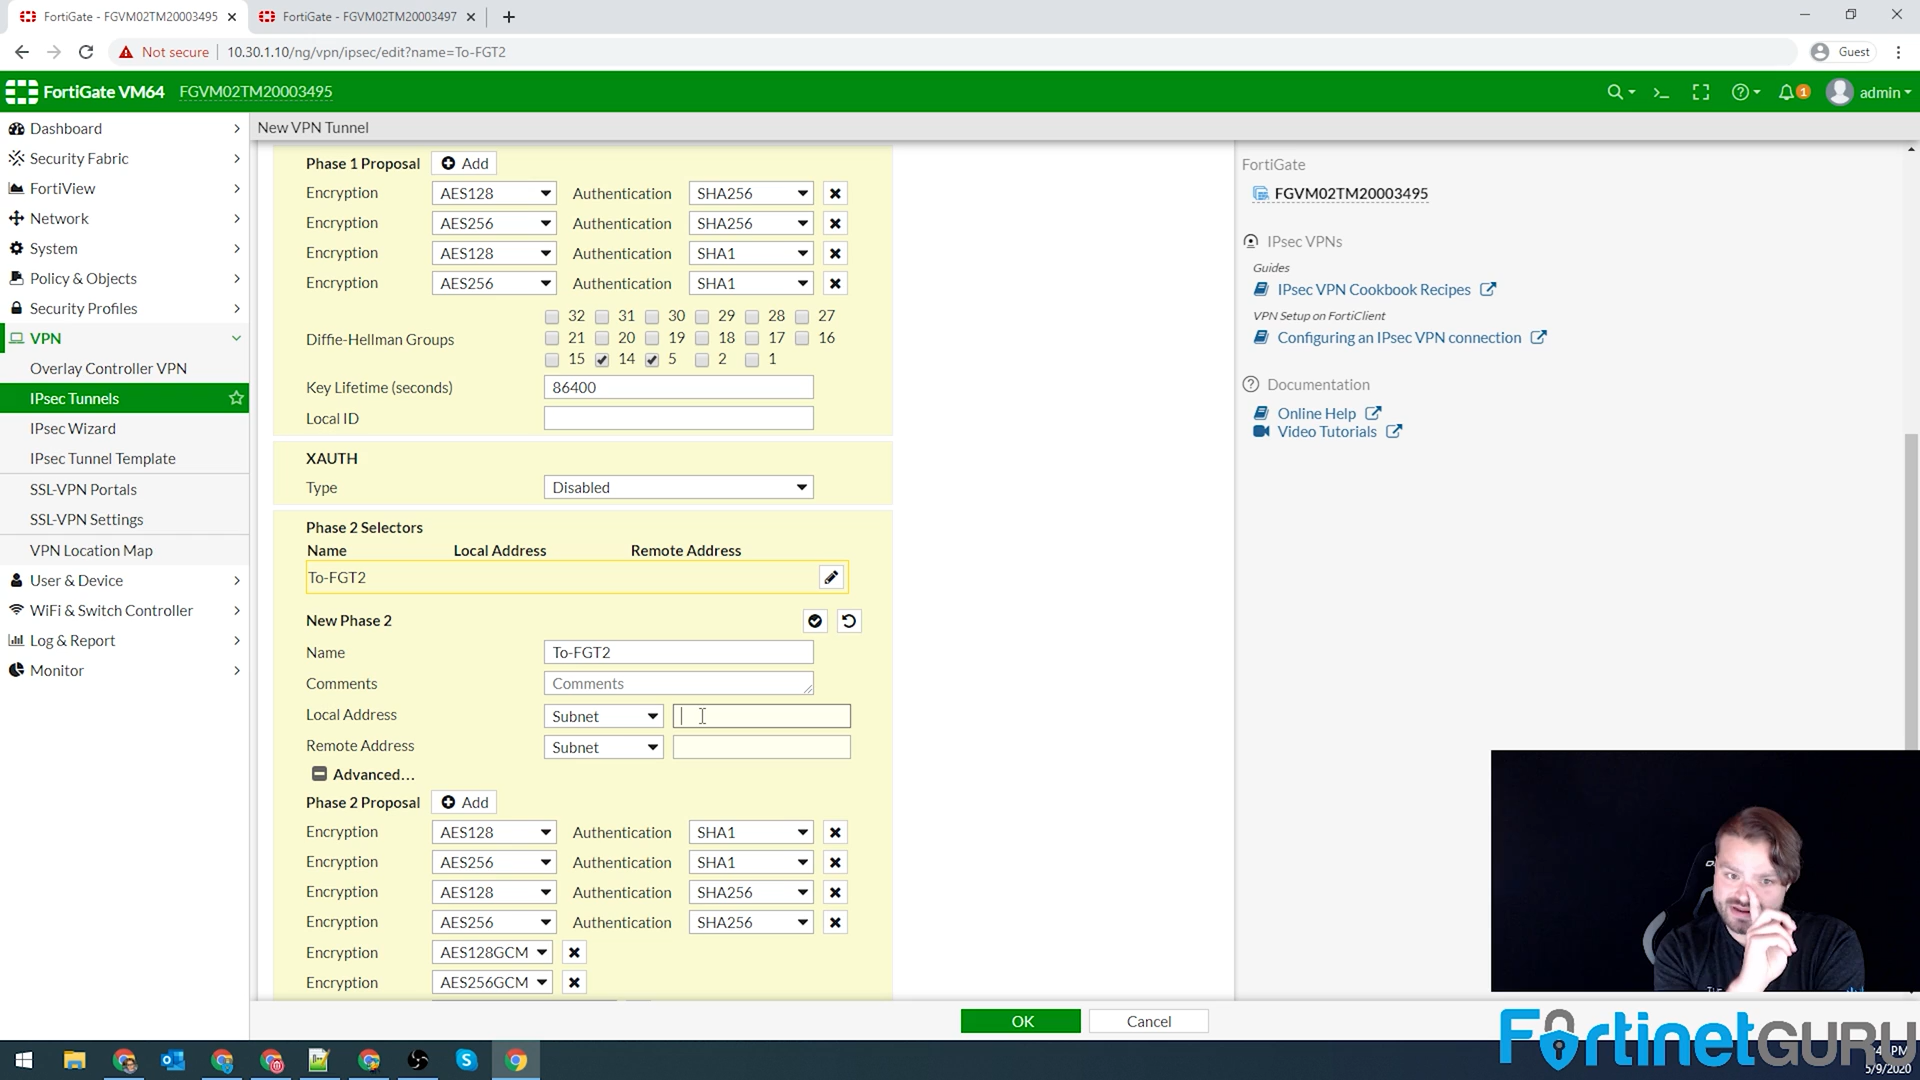 FortiGate - FGVM02TM20003495
FortiGate - FGVM02TM20003497
Not secure
10.30.1.10/ng/vpn/ipsec/edit?name=To-FGT2
Guest
FortiGate VM64 FGVM02TM20003495
1 admin
Dashboard
Security Fabric
FortiView
Network
System
Policy & Objects
Security Profiles
VPN
Overlay Controller VPN
IPsec Tunnels
IPsec Wizard
IPsec Tunnel Template
SSL-VPN Portals
SSL-VPN Settings
VPN Location Map
User & Device
WiFi & Switch Controller
Log & Report
Monitor
New VPN Tunnel
Phase 1 Proposal Add
Encryption AES128 Authentication SHA256
Encryption AES256 Authentication SHA256
Encryption AES128 Authentication SHA1
Encryption AES256 Authentication SHA1
Diffie-Hellman Groups
32 31 30 29 28 27
21 20 19 18 17 16
15 14 5 2 1
Key Lifetime (seconds) 86400
Local ID
XAUTH
Type Disabled
Phase 2 Selectors
Name Local Address Remote Address
To-FGT2
New Phase 2
Name To-FGT2
Comments Comments
Local Address Subnet
Remote Address Subnet
Advanced...
Phase 2 Proposal Add
Encryption AES128 Authentication SHA1
Encryption AES256 Authentication SHA1
Encryption AES128 Authentication SHA256
Encryption AES256 Authentication SHA256
Encryption AES128GCM
Encryption AES256GCM
OK Cancel
FortiGate
FGVM02TM20003495
IPsec VPNs
Guides
IPsec VPN Cookbook Recipes
VPN Setup on FortiClient
Configuring an IPsec VPN connection
Documentation
Online Help
Video Tutorials
FortinetGURU
PM
5/9/2020